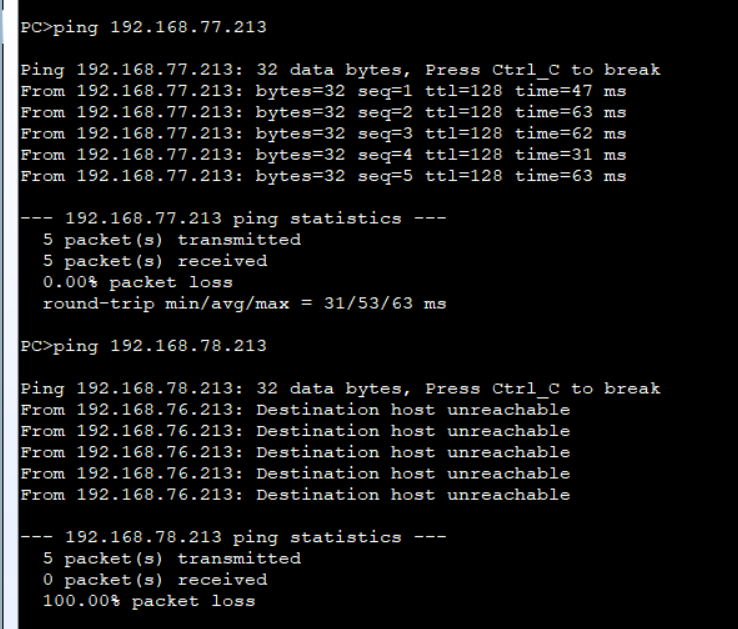 PC>ping 192.168.77.213
Ping 192.168.77.213: 32 data bytes, Press Ctrl_C to break
From 192.168.77.213: bytes=32 seq=1 ttl=128 time=47 ms
From 192.168.77.213: bytes=32 seq=2 ttl=128 time=63 ms
From 192.168.77.213: bytes=32 seq=3 ttl=128 time=62 ms
From 192.168.77.213: bytes=32 seq=4 ttl=128 time=31 ms
From 192.168.77.213: bytes=32 seq=5 ttl=128 time=63 ms
--- 192.168.77.213 ping statistics ---
5 packet(s) transmitted
5 packet(s) received
0.00% packet loss
round-trip min/avg/max = 31/53/63 ms
PC>ping 192.168.78.213
Ping 192.168.78.213: 32 data bytes, Press Ctrl_C to break
From 192.168.76.213: Destination host unreachable
From 192.168.76.213: Destination host unreachable
From 192.168.76.213: Destination host unreachable
From 192.168.76.213: Destination host unreachable
From 192.168.76.213: Destination host unreachable
--- 192.168.78.213 ping statistics ---
5 packet(s) transmitted
0 packet(s) received
100.00% packet loss